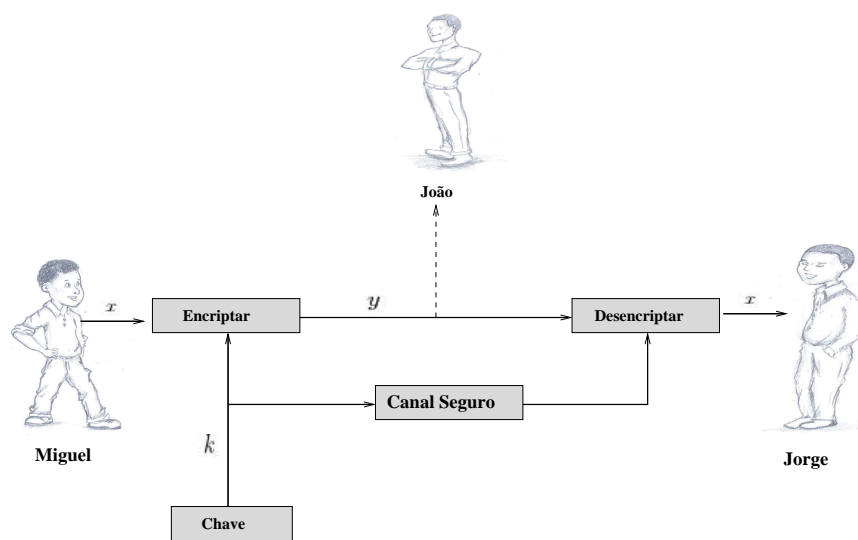 João
x
Encriptar
y
Desencriptar
x
Canal Seguro
k
Miguel
Jorge
Chave